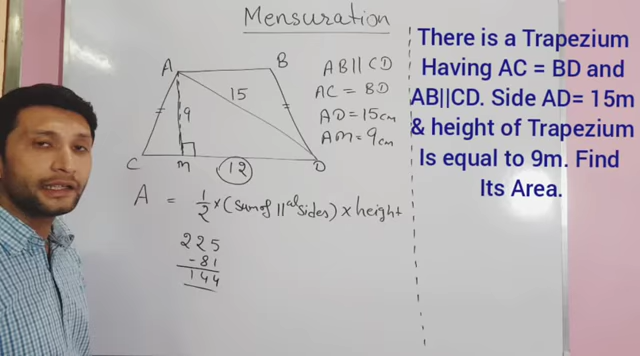 Mensuration
There is a Trapezium
Having AC = BD and
AB||CD. Side AD= 15m
& height of Trapezium
Is equal to 9m. Find
Its Area.
A
B
15
9
C
M
12
D
AB || CD
AC = BD
AD = 15cm
AM = 9cm
A = 1/2 × (Sum of ||al sides) × height
225
-81
144